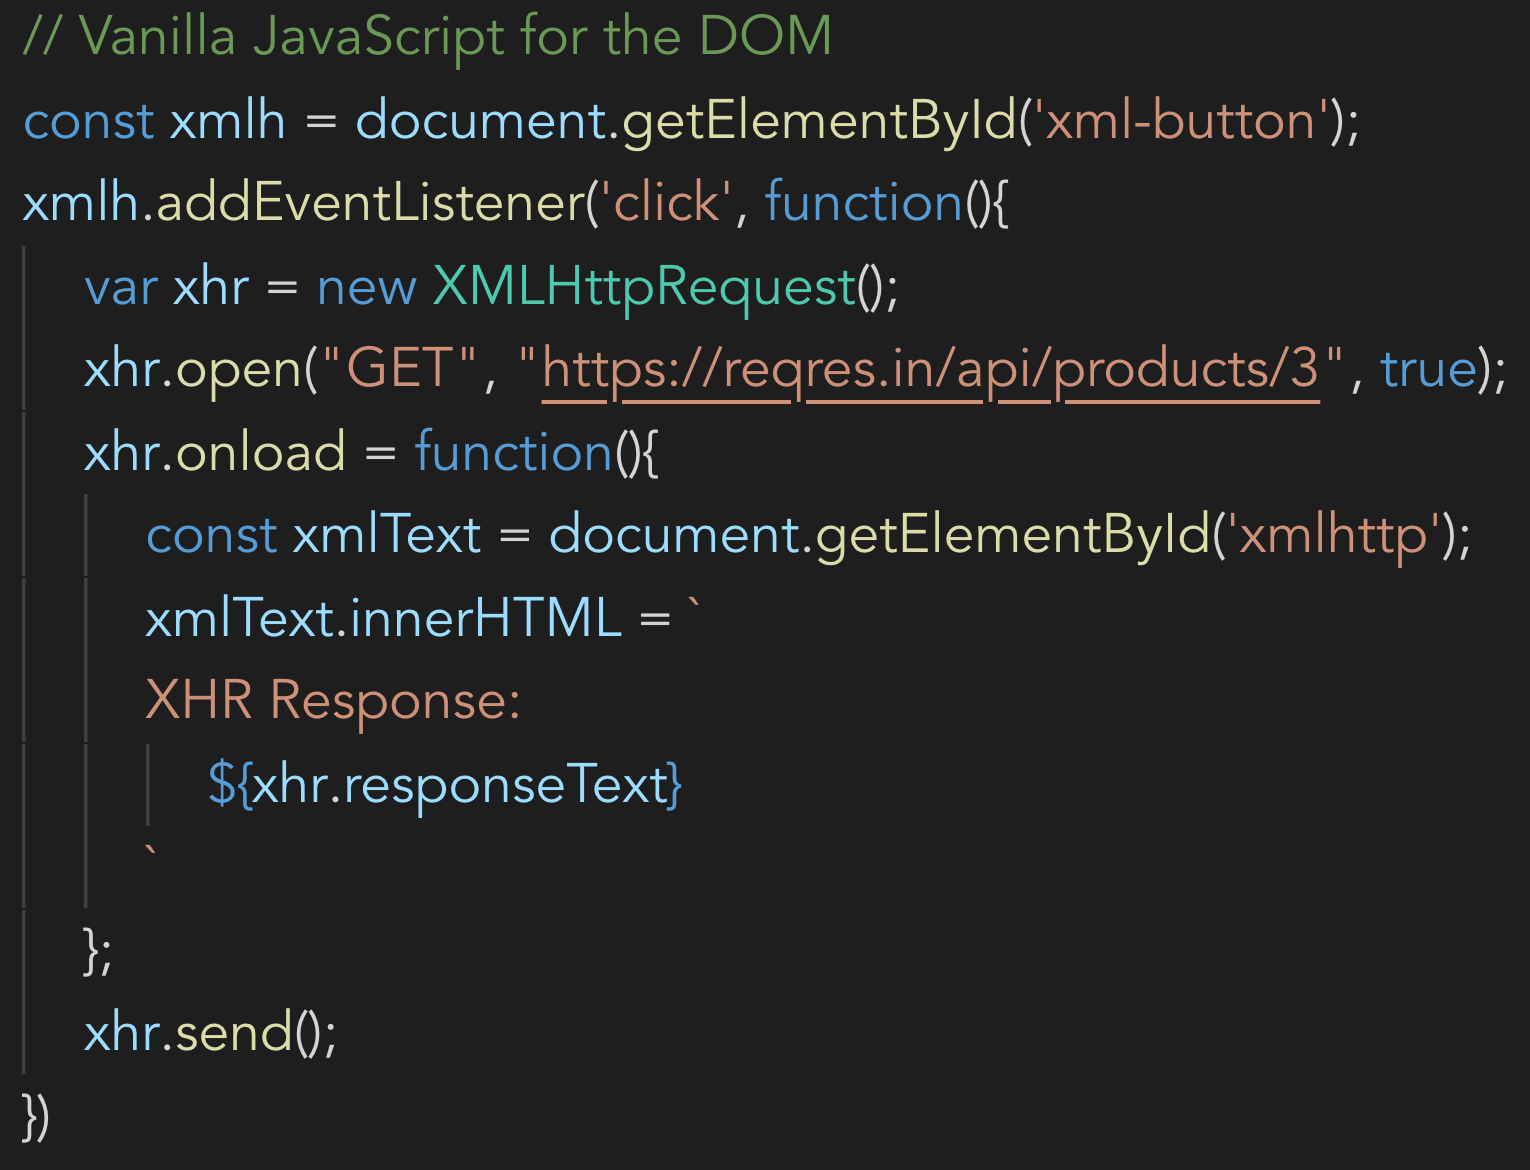 // Vanilla JavaScript for the DOM
const xmlh = document.getElementById('xml-button');
xmlh.addEventListener('click', function(){
    var xhr = new XMLHttpRequest();
    xhr.open("GET", "https://reqres.in/api/products/3", true);
    xhr.onload = function(){
        const xmlText = document.getElementById('xmlhttp');
        xmlText.innerHTML = `
        XHR Response:
            ${xhr.responseText}
        `
    };
    xhr.send();
})